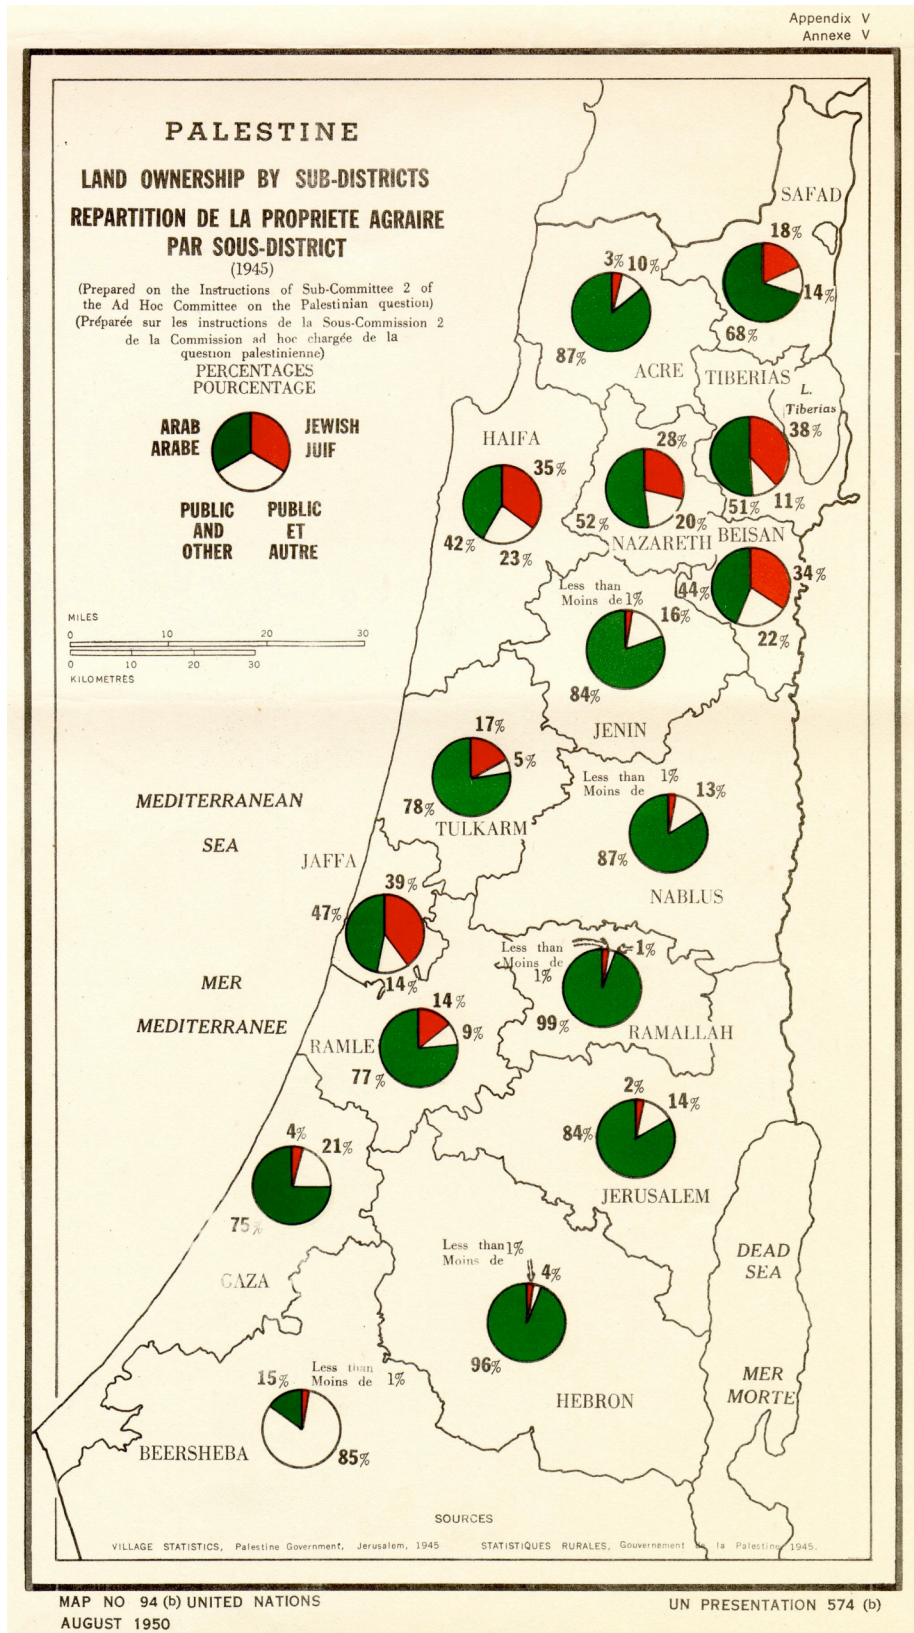 Appendix V
Annexe V
PALESTINE
LAND OWNERSHIP BY SUB-DISTRICTS
REPARTITION DE LA PROPRIETE AGRAIRE
PAR SOUS-DISTRICT
(1945)
(Prepared on the Instructions of Sub-Committee 2 of
the Ad Hoc Committee on the Palestinian question)
(Préparée sur les instructions de la Sous-Commission 2
de la Commission ad hoc chargée de la
question palestinienne)
PERCENTAGES
POURCENTAGE
ARAB
ARABE
JEWISH
JUIF
PUBLIC
AND
OTHER
PUBLIC
ET
AUTRE
MILES
0 10 20 30
0 10 20 30
KILOMETRES
SAFAD
18%
14%
68%
3% 10%
87%
ACRE
TIBERIAS
L.
Tiberias
38%
11%
51%
HAIFA
35%
42%
23%
28%
52%
20%
NAZARETH
BEISAN
34%
44%
22%
Less than
Moins de 1%
16%
84%
JENIN
17%
5%
78%
TULKARM
Less than 1%
Moins de
13%
87%
NABLUS
MEDITERRANEAN
SEA
JAFFA
39%
47%
14%
Less than
Moins de
1%
1%
99%
RAMALLAH
MER
MEDITERRANEE
14%
9%
RAMLE
77%
2%
14%
84%
JERUSALEM
4%
21%
75%
GAZA
Less than 1%
Moins de
4%
96%
HEBRON
DEAD
SEA
MER
MORTE
15%
Less than
Moins de 1%
85%
BEERSHEBA
SOURCES
VILLAGE STATISTICS, Palestine Government, Jerusalem, 1945 STATISTIQUES RURALES, Gouvernement de la Palestine, 1945.
MAP NO 94 (b) UNITED NATIONS
AUGUST 1950
UN PRESENTATION 574 (b)